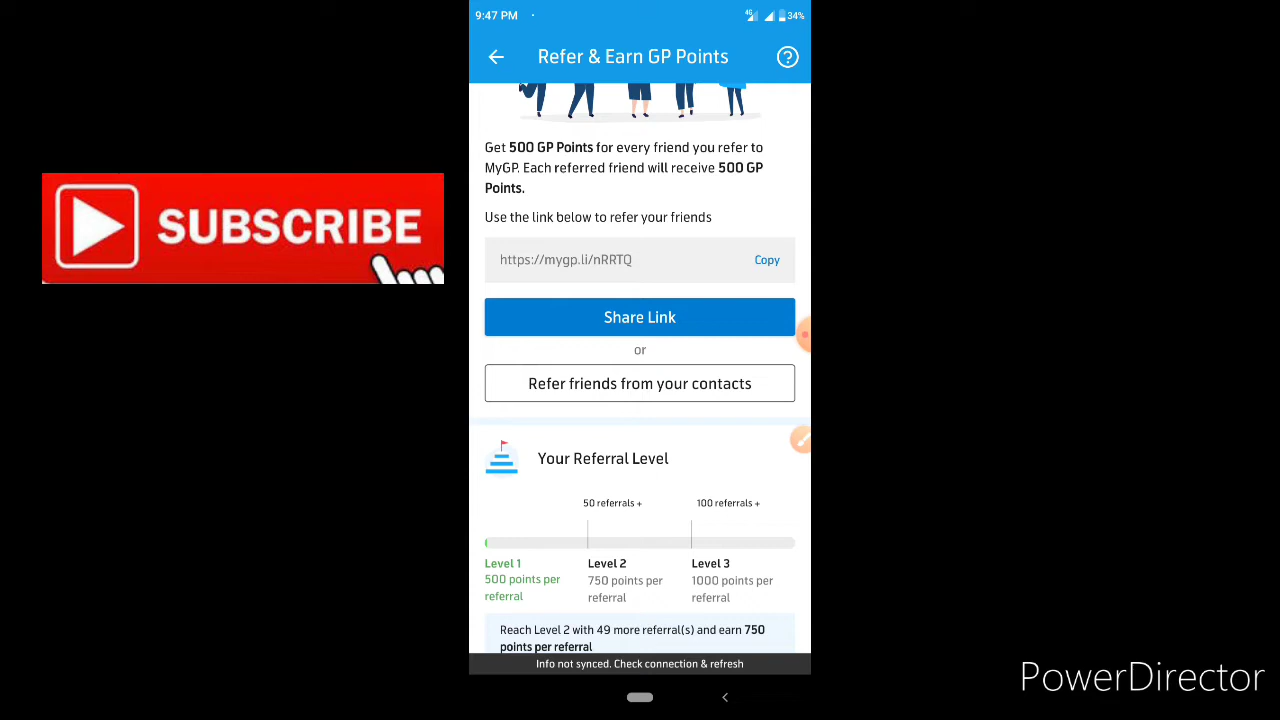 9:47 PM
4G
34%
Refer & Earn GP Points
Get 500 GP Points for every friend you refer to
MyGP. Each referred friend will receive 500 GP
Points.
Use the link below to refer your friends
https://mygp.li/nRRTQ
Copy
SUBSCRIBE
Share Link
or
Refer friends from your contacts
Your Referral Level
50 referrals +
100 referrals +
Level 1
500 points per
referral
Level 2
750 points per
referral
Level 3
1000 points per
referral
Reach Level 2 with 49 more referral(s) and earn 750
points per referral
Info not synced. Check connection & refresh
PowerDirector